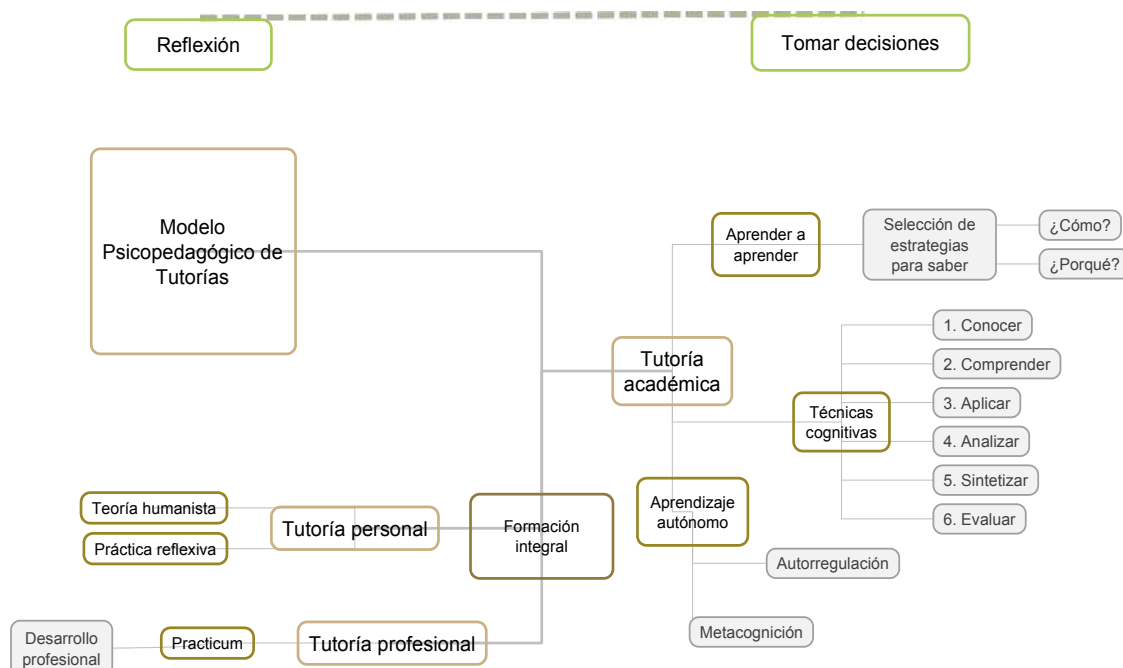 Reflexión
Tomar decisiones
Modelo
Psicopedagógico de
Tutorías
Aprender a
aprender
Selección de
estrategias
para saber
¿Cómo?
¿Porqué?
Tutoría
académica
Técnicas
cognitivas
1. Conocer
2. Comprender
3. Aplicar
4. Analizar
5. Sintetizar
6. Evaluar
Aprendizaje
autónomo
Autorregulación
Metacognición
Formación
integral
Tutoría personal
Teoría humanista
Práctica reflexiva
Tutoría profesional
Practicum
Desarrollo
profesional